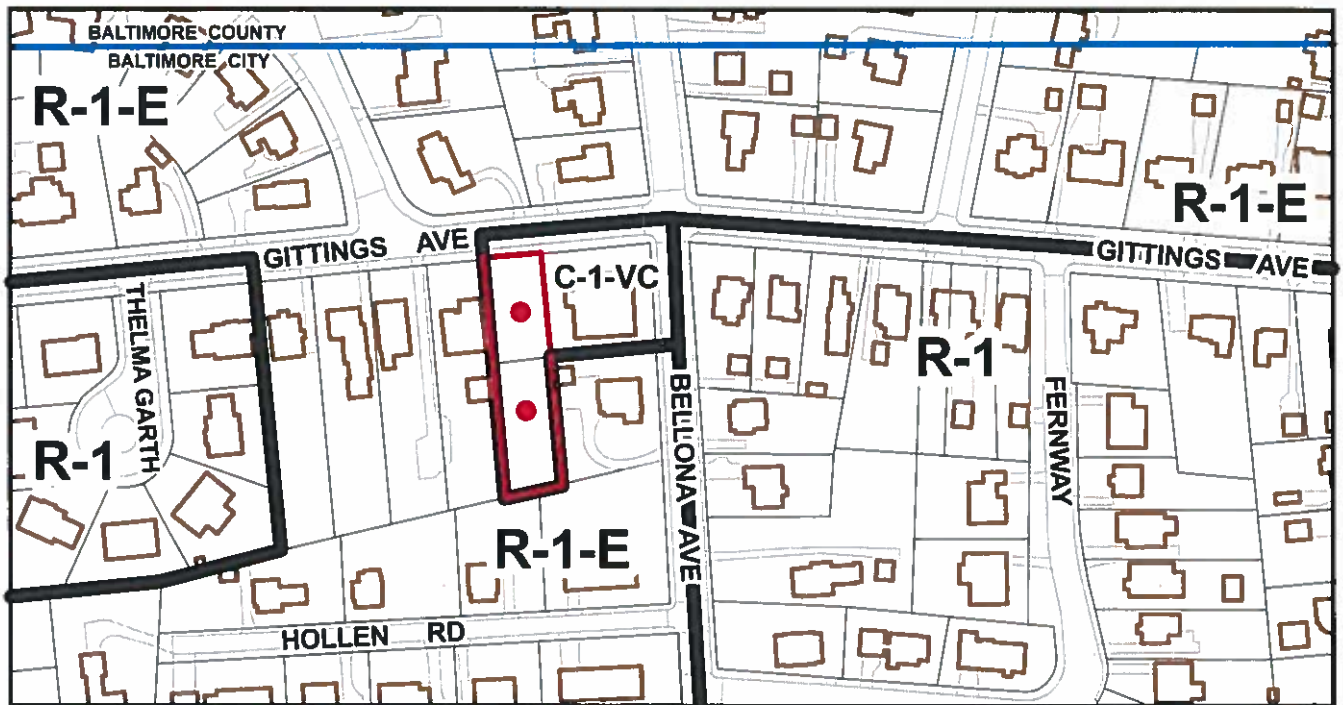 BALTIMORE COUNTY
BALTIMORE CITY
R-1-E
R-1-E
GITTINGS AVE
GITTINGS AVE
C-1-VC
THELMA GARTH
R-1
R-1
BELLONA AVE
FERNWAY
R-1-E
HOLLEN RD